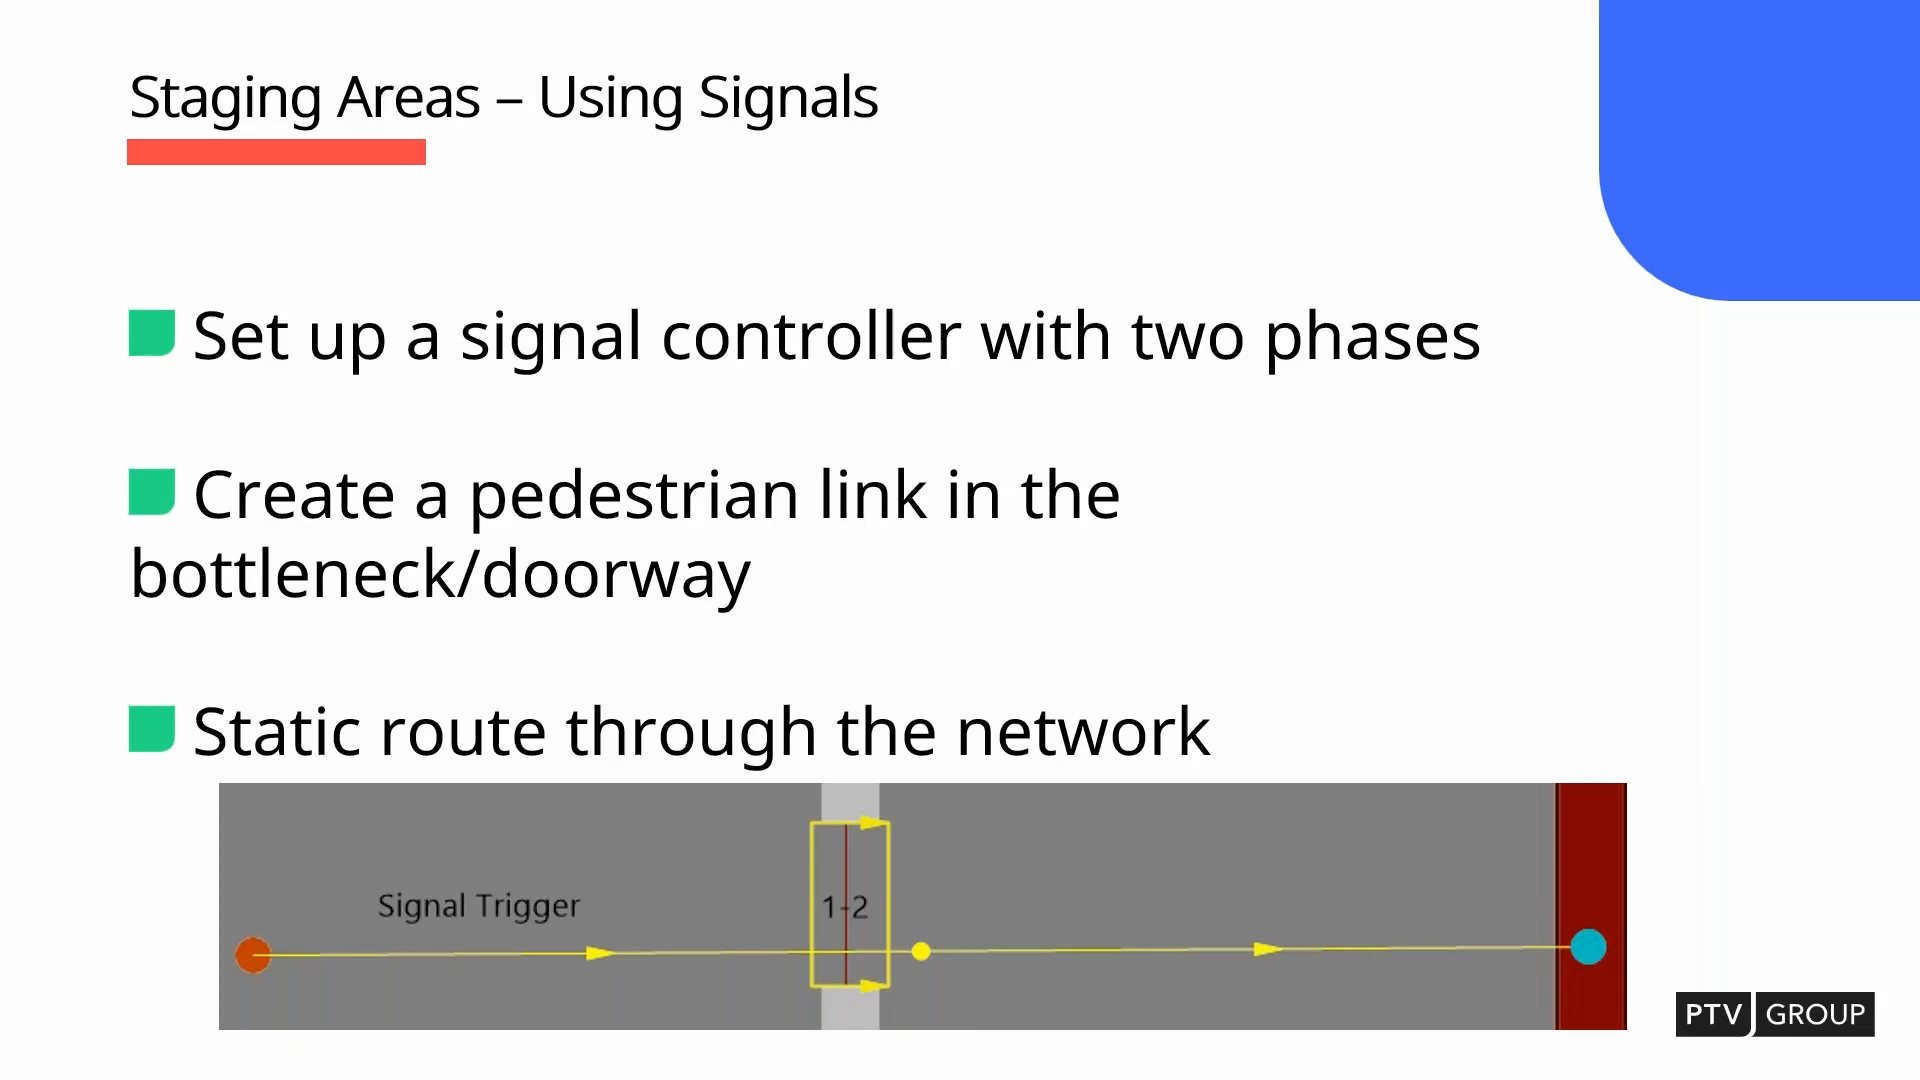 Staging Areas – Using Signals
Set up a signal controller with two phases
Create a pedestrian link in the
bottleneck/doorway
Static route through the network
Signal Trigger
1-2
PTV GROUP